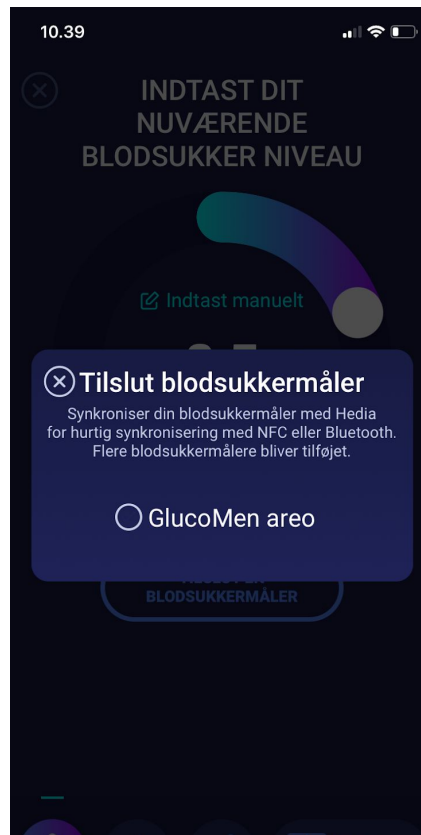 10.39
INDTAST DIT
NUVÆRENDE
BLODSUKKER NIVEAU
Indtast manuelt
Tilslut blodsukkermåler
Synkroniser din blodsukkermåler med Hedia
for hurtig synkronisering med NFC eller Bluetooth.
Flere blodsukkermålere bliver tilføjet.
GlucoMen areo
BLODSUKKERMÅLER